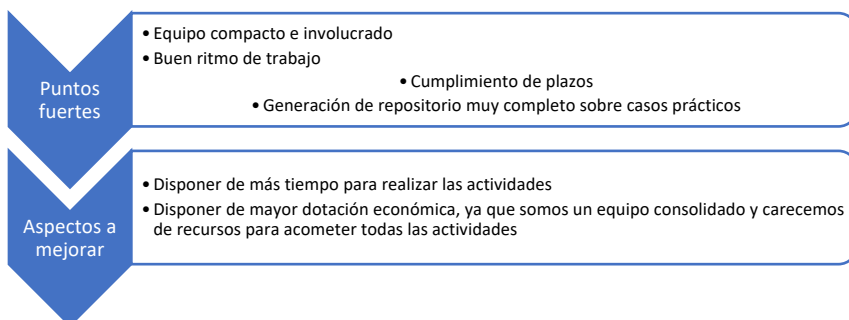 Puntos
fuertes
• Equipo compacto e involucrado
• Buen ritmo de trabajo
• Cumplimiento de plazos
• Generación de repositorio muy completo sobre casos prácticos
Aspectos a
mejorar
• Disponer de más tiempo para realizar las actividades
• Disponer de mayor dotación económica, ya que somos un equipo consolidado y carecemos
de recursos para acometer todas las actividades